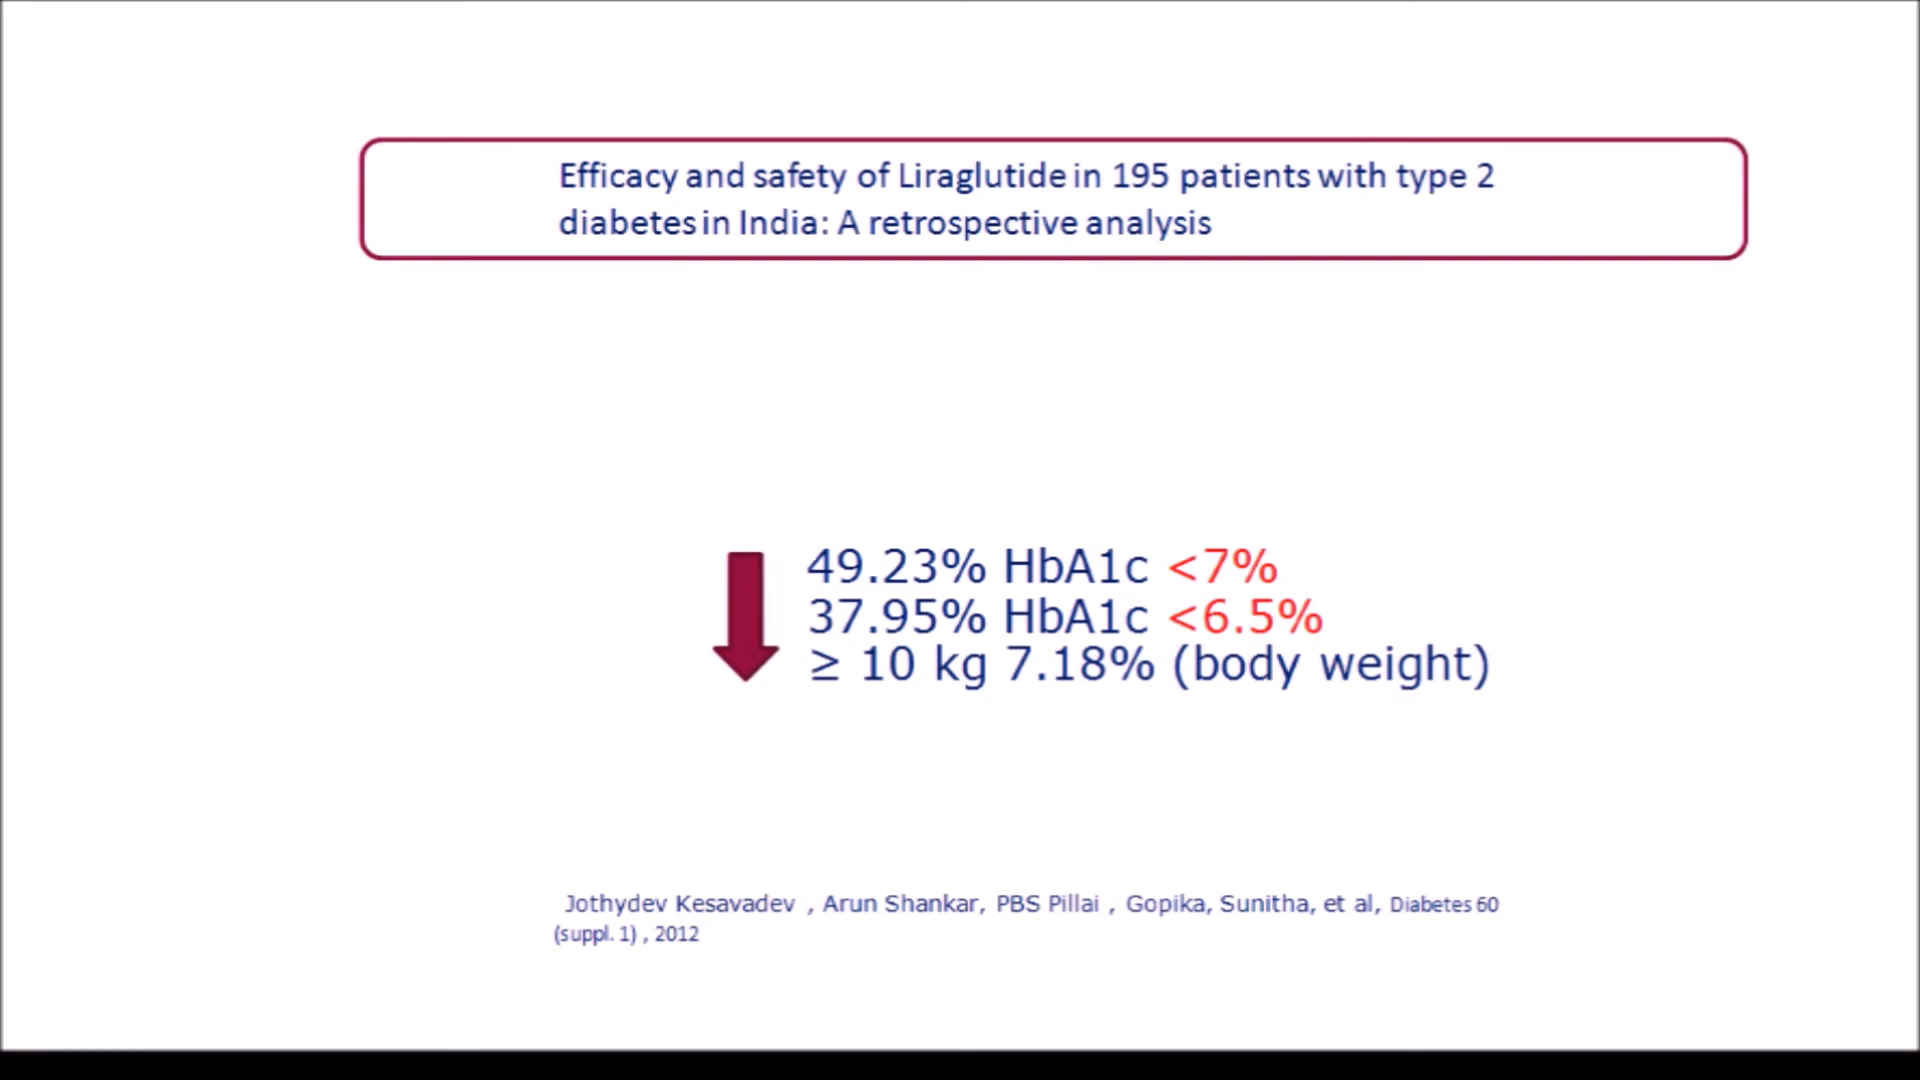 Efficacy and safety of Liraglutide in 195 patients with type 2
diabetes in India: A retrospective analysis
49.23% HbA1c <7%
37.95% HbA1c <6.5%
≥ 10 kg 7.18% (body weight)
Jothydev Kesavadev , Arun Shankar, PBS Pillai , Gopika, Sunitha, et al, Diabetes 60
(suppl. 1) , 2012